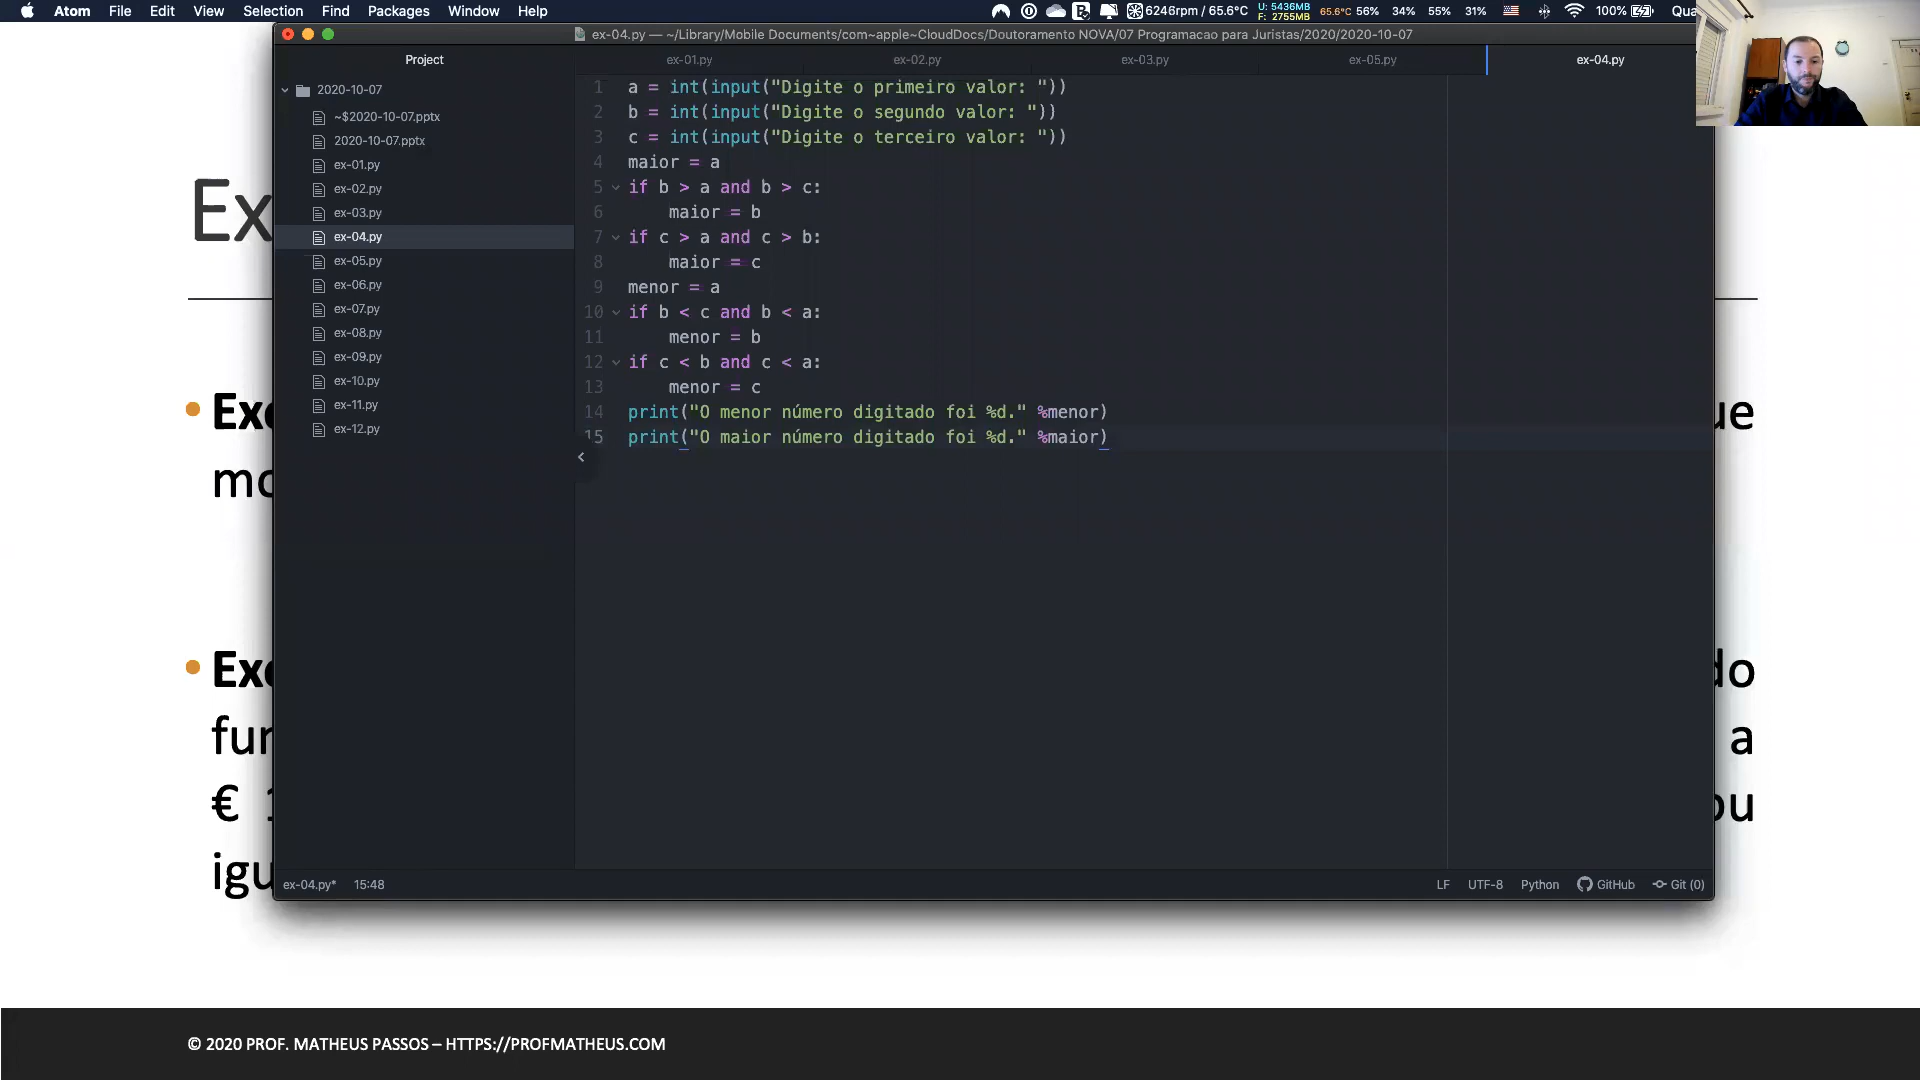 Atom File Edit View Selection Find Packages Window Help 6246rpm / 65.6°C U: 5436MB F: 2755MB 65.6°C 56% 34% 55% 31% 100% Qua
ex-04.py — ~/Library/Mobile Documents/com~apple~CloudDocs/Doutoramento NOVA/07 Programacao para Juristas/2020/2020-10-07
Project
ex-01.py ex-02.py ex-03.py ex-05.py ex-04.py
2020-10-07
~$2020-10-07.pptx
2020-10-07.pptx
ex-01.py
ex-02.py
ex-03.py
ex-04.py
ex-05.py
ex-06.py
ex-07.py
ex-08.py
ex-09.py
ex-10.py
ex-11.py
ex-12.py
1 a = int(input("Digite o primeiro valor: "))
2 b = int(input("Digite o segundo valor: "))
3 c = int(input("Digite o terceiro valor: "))
4 maior = a
5 if b > a and b > c:
6 maior = b
7 if c > a and c > b:
8 maior = c
9 menor = a
10 if b < c and b < a:
11 menor = b
12 if c < b and c < a:
13 menor = c
14 print("O menor número digitado foi %d." %menor)
15 print("O maior número digitado foi %d." %maior)
ex-04.py* 15:48 LF UTF-8 Python GitHub Git (0)
Ex
Exe ue
mo
Exe do
fun a
€ 1 ou
igu
© 2020 PROF. MATHEUS PASSOS – HTTPS://PROFMATHEUS.COM